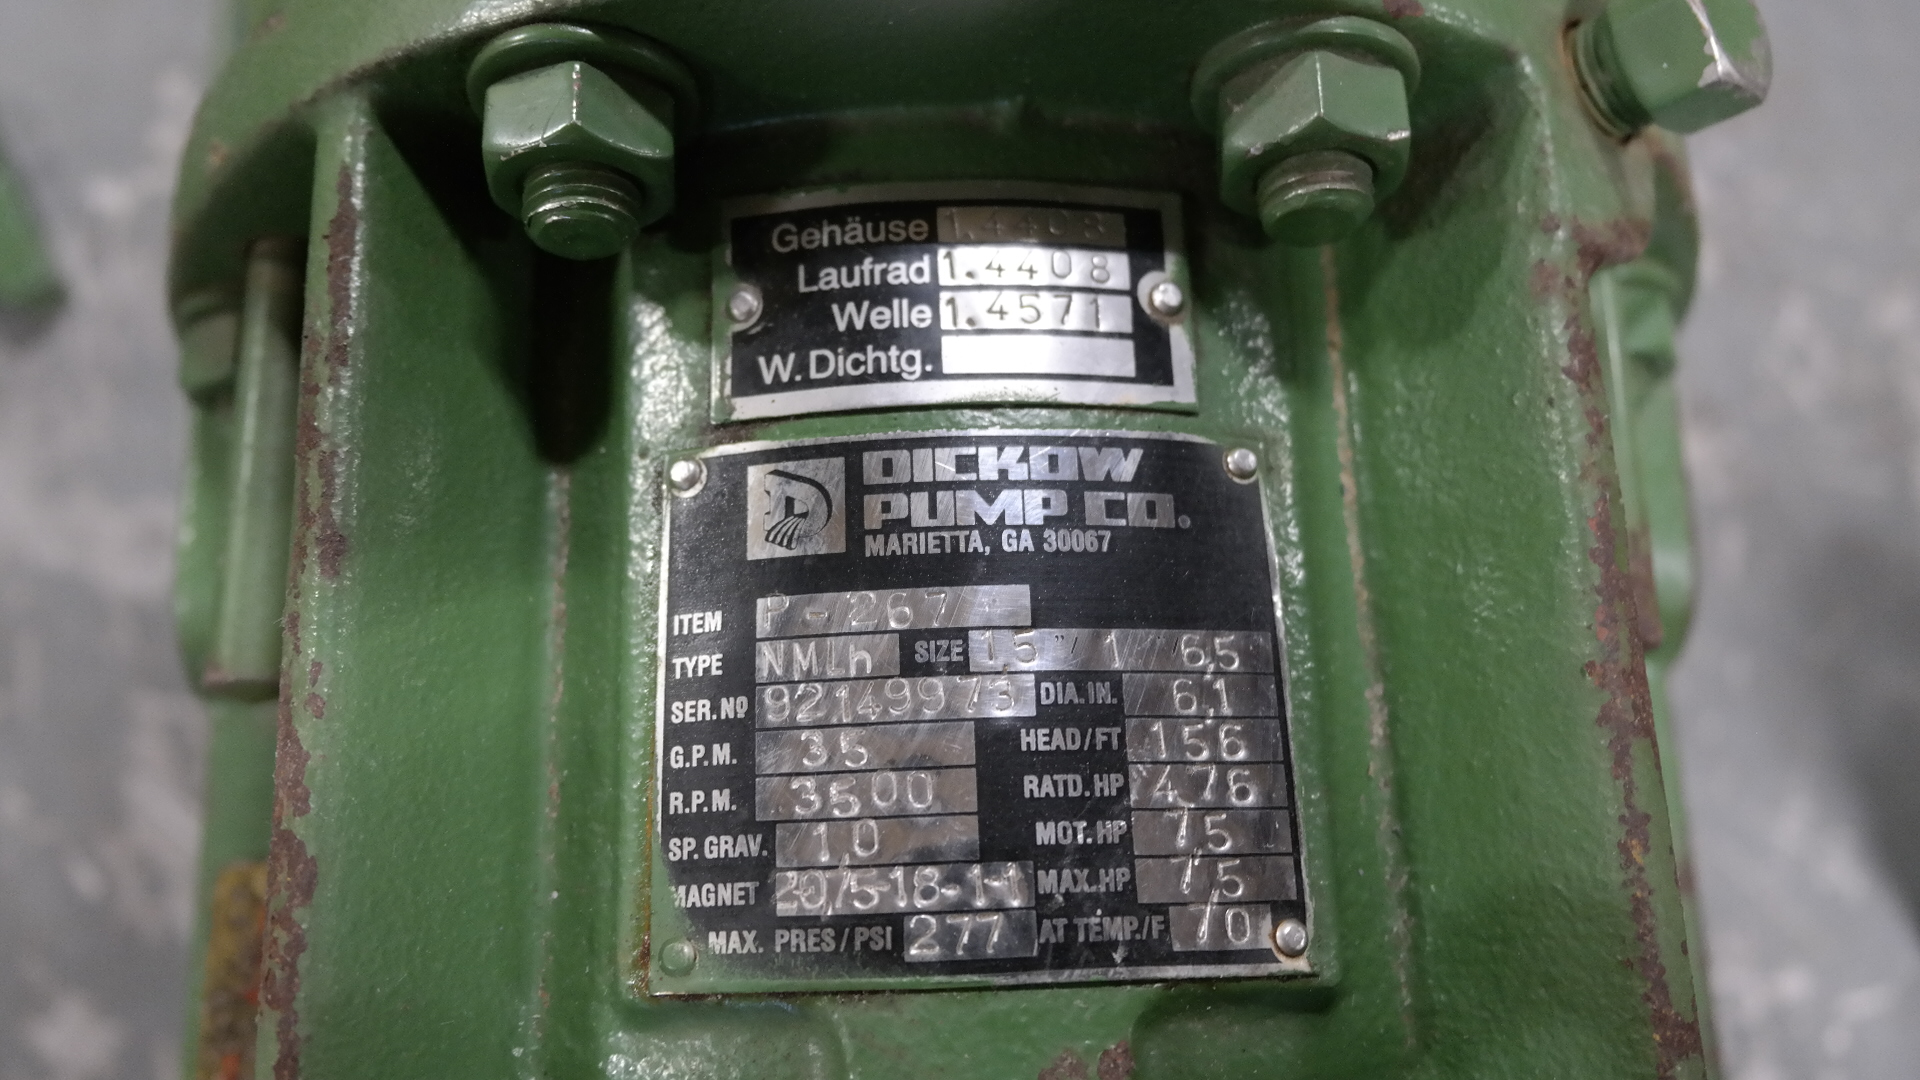 Gehäuse 1.4408
Laufrad 1.4408
Welle 1.4571
W. Dichtg.
DICKOW
PUMP CO.
MARIETTA, GA 30067
ITEM P-267
TYPE NMLh SIZE 1,5"/1 6,5
SER. Nº 92149973 DIA. IN. 6,1
G.P.M. 35 HEAD/FT 156
R.P.M. 3500 RATD. HP 4,76
SP. GRAV. 1,0 MOT. HP 7,5
MAGNET 20/5-18-1-1 MAX. HP 7,5
MAX. PRES/PSI 277 AT TEMP./F 70